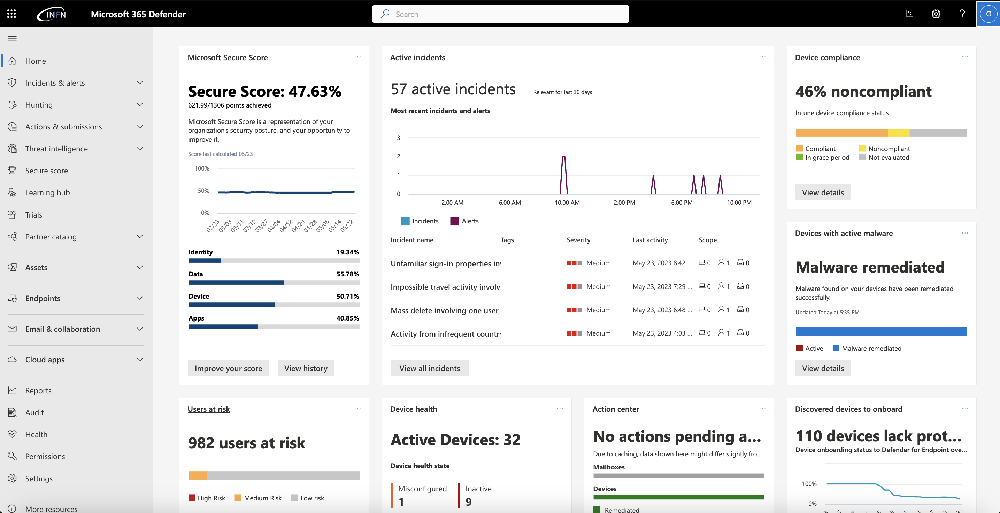 INFN
Microsoft 365 Defender
Search
G
Home
Incidents & alerts
Hunting
Actions & submissions
Threat intelligence
Secure score
Learning hub
Trials
Partner catalog
Assets
Endpoints
Email & collaboration
Cloud apps
Reports
Audit
Health
Permissions
Settings
More resources
Microsoft Secure Score
Secure Score: 47.63%
621.99/1306 points achieved
Microsoft Secure Score is a representation of your
organization's security posture, and your opportunity to
improve it.
Score last calculated 05/23
100%
50%
0%
02/23 03/03 03/11 03/19 03/27 04/04 04/12 04/20 04/28 05/06 05/14 05/22
Identity 19.34%
Data 55.78%
Device 50.71%
Apps 40.85%
Improve your score View history
Active incidents
57 active incidents Relevant for last 30 days
Most recent incidents and alerts
3
2
1
0
2:00 AM 6:00 AM 10:00 AM 2:00 PM 6:00 PM 10:00 PM
Incidents Alerts
Incident name Tags Severity Last activity Scope
Unfamiliar sign-in properties in Medium May 23, 2023 8:42 ... 0 1 0
Impossible travel activity involv Medium May 23, 2023 7:29 ... 0 1 0
Mass delete involving one user Medium May 23, 2023 6:48 ... 0 1 0
Activity from infrequent country Medium May 23, 2023 4:03 ... 0 1 0
View all incidents
Device compliance
46% noncompliant
Intune device compliance status
Compliant Noncompliant
In grace period Not evaluated
View details
Devices with active malware
Malware remediated
Malware found on your devices have been remediated
successfully.
Updated Today at 5:35 PM
Active Malware remediated
View details
Users at risk
982 users at risk
High Risk Medium Risk Low risk
Device health
Active Devices: 32
Device health state
Misconfigured Inactive
1 9
Action center
No actions pending a...
Due to caching, data shown here might differ slightly fro...
Mailboxes
Devices
Remediated
Discovered devices to onboard
110 devices lack prot...
Device onboarding status to Defender for Endpoint ove...
100%
0%